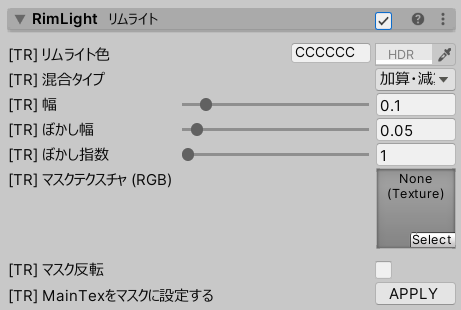 RimLight リムライト
[TR] リムライト色 CCCCCC HDR
[TR] 混合タイプ 加算・減
[TR] 幅 0.1
[TR] ぼかし幅 0.05
[TR] ぼかし指数 1
[TR] マスクテクスチャ (RGB) None
(Texture)
Select
[TR] マスク反転
[TR] MainTexをマスクに設定する APPLY